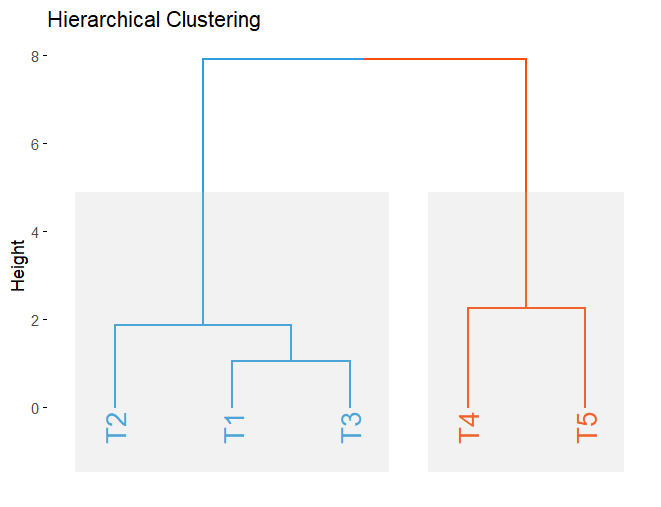 Hierarchical Clustering
8
6
4
2
0
Height
T2
T1
T3
T4
T5